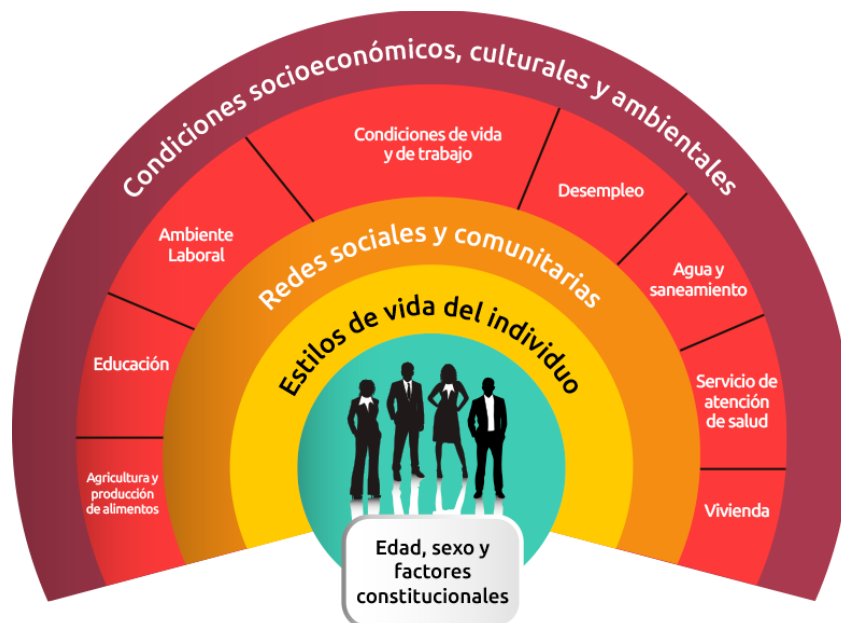 Condiciones socioeconómicos, culturales y ambientales
Condiciones de vida
y de trabajo
Desempleo
Ambiente
Laboral
Redes sociales y comunitarias
Agua y
saneamiento
Estilos de vida del individuo
Educación
Servicio de
atención
de salud
Agricultura y
producción
de alimentos
Vivienda
Edad, sexo y
factores
constitucionales